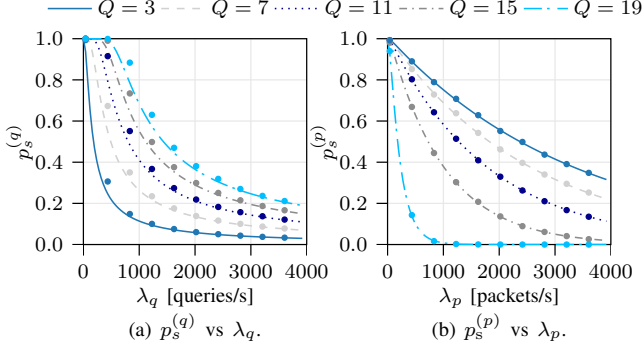 Q = 3 Q = 7 Q = 11 Q = 15 Q = 19
1.0
0.8
0.6
0.4
0.2
0.0
p_s^{(q)}
0 1000 2000 3000 4000
λ_q [queries/s]
(a) p_s^{(q)} vs λ_q.
1.0
0.8
0.6
0.4
0.2
0.0
p_s^{(p)}
0 1000 2000 3000 4000
λ_p [packets/s]
(b) p_s^{(p)} vs λ_p.